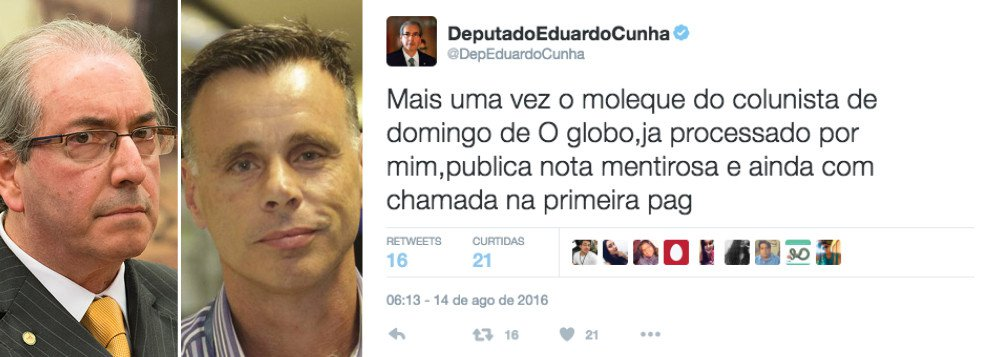 DeputadoEduardoCunha
@DepEduardoCunha
Mais uma vez o moleque do colunista de
domingo de O globo,ja processado por
mim,publica nota mentirosa e ainda com
chamada na primeira pag
RETWEETS
16
CURTIDAS
21
06:13 - 14 de ago de 2016
16
21